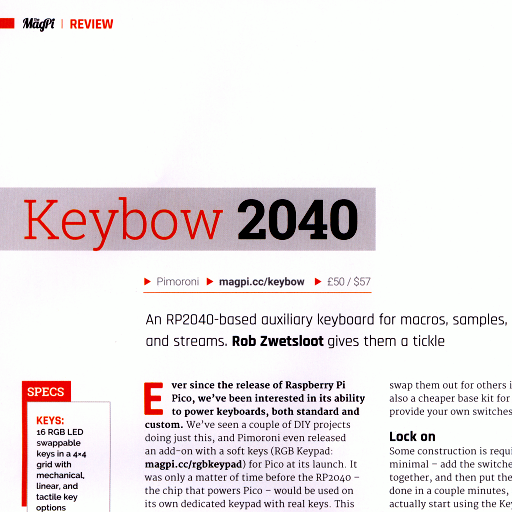 MagPi | REVIEW
Keybow 2040
Pimoroni magpi.cc/keybow £50 / $57
An RP2040-based auxiliary keyboard for macros, samples,
and streams. Rob Zwetsloot gives them a tickle
SPECS
KEYS:
16 RGB LED
swappable
keys in a 4×4
grid with
mechanical,
linear, and
tactile key
options
Ever since the release of Raspberry Pi
Pico, we've been interested in its ability
to power keyboards, both standard and
custom. We've seen a couple of DIY projects
doing just this, and Pimoroni even released
an add-on with a soft keys (RGB Keypad:
magpi.cc/rgbkeypad) for Pico at its launch. It
was only a matter of time before the RP2040 –
the chip that powers Pico – would be used on
its own dedicated keypad with real keys. This
swap them out for others i
also a cheaper base kit for
provide your own switches
Lock on
Some construction is requi
minimal – add the switche
together, and then put the
done in a couple minutes,
actually start using the Key